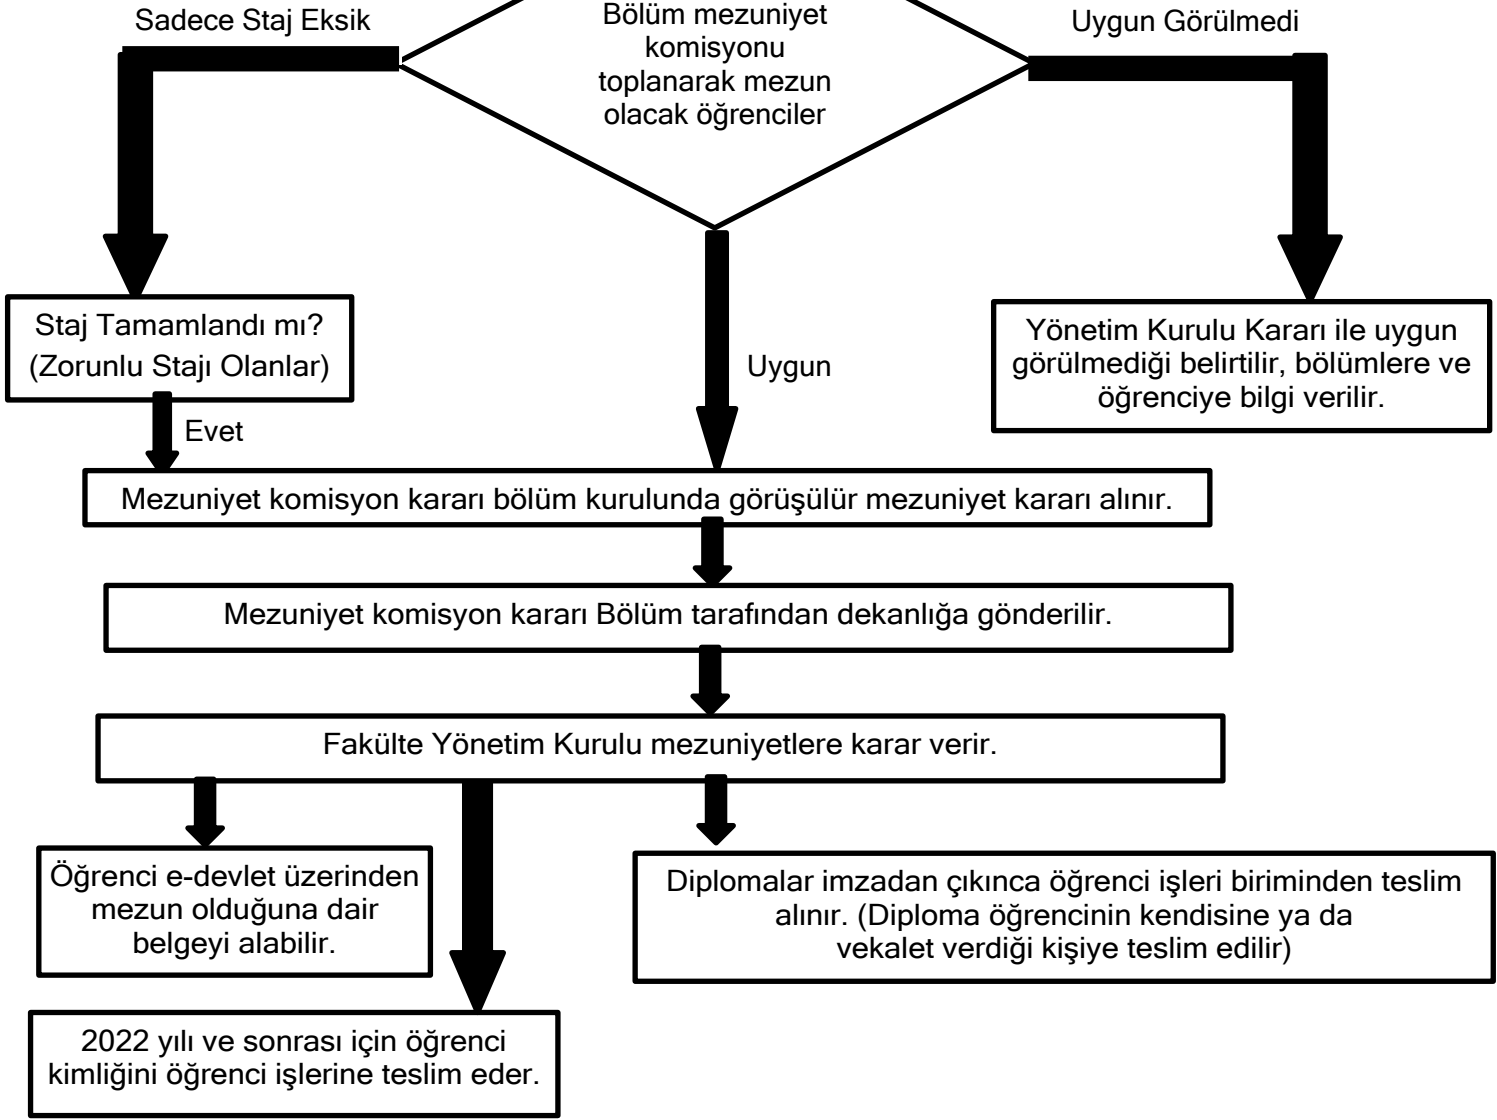 Sadece Staj Eksik
Bölüm mezuniyet
komisyonu
toplanarak mezun
olacak öğrenciler
Uygun Görülmedi
Staj Tamamlandı mı?
(Zorunlu Stajı Olanlar)
Uygun
Yönetim Kurulu Kararı ile uygun
görülmediği belirtilir, bölümlere ve
öğrenciye bilgi verilir.
Evet
Mezuniyet komisyon kararı bölüm kurulunda görüşülür mezuniyet kararı alınır.
Mezuniyet komisyon kararı Bölüm tarafından dekanlığa gönderilir.
Fakülte Yönetim Kurulu mezuniyetlere karar verir.
Öğrenci e-devlet üzerinden
mezun olduğuna dair
belgeyi alabilir.
Diplomalar imzadan çıkınca öğrenci işleri biriminden teslim
alınır. (Diploma öğrencinin kendisine ya da
vekalet verdiği kişiye teslim edilir)
2022 yılı ve sonrası için öğrenci
kimliğini öğrenci işlerine teslim eder.